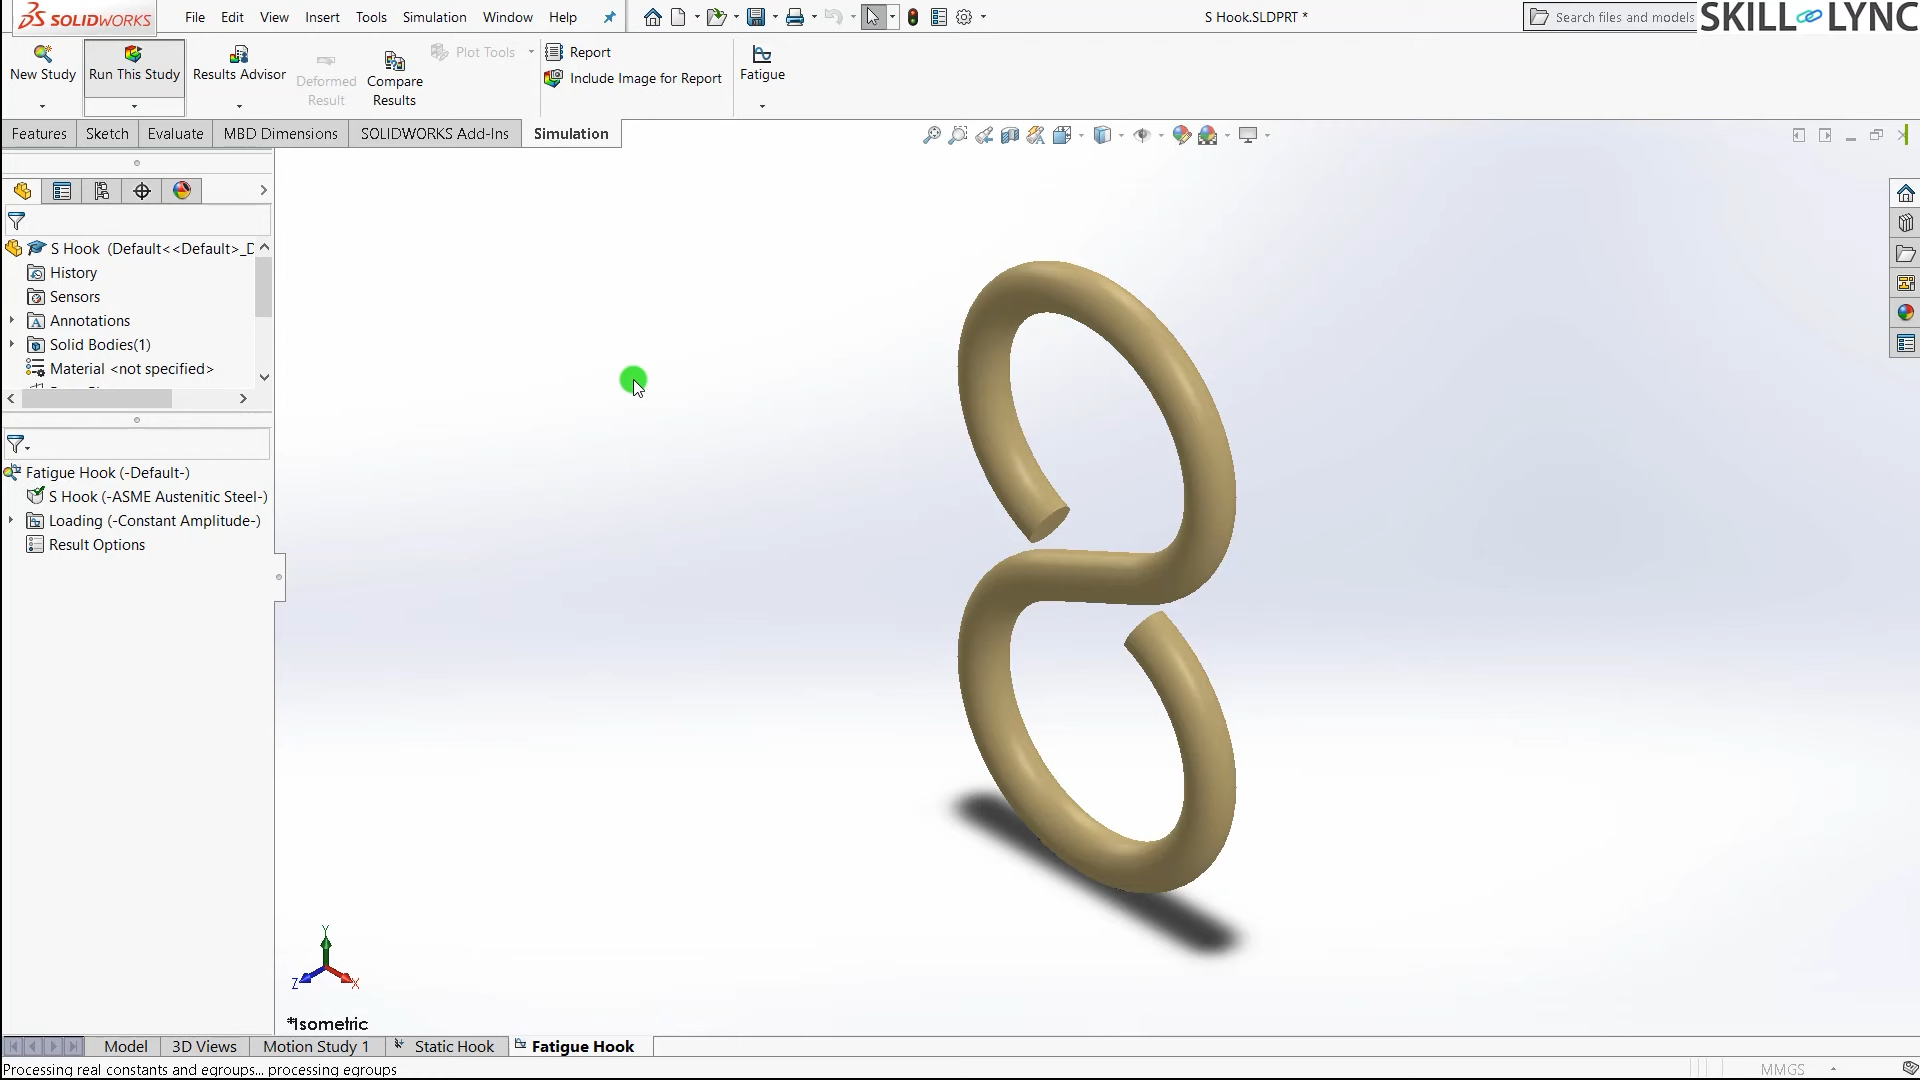 SOLIDWORKS File Edit View Insert Tools Simulation Window Help S Hook.SLDPRT * Search files and models SKILL LYNC
New Study Run This Study Results Advisor Deformed Result Compare Results Plot Tools Report Include Image for Report Fatigue
Features Sketch Evaluate MBD Dimensions SOLIDWORKS Add-Ins Simulation
S Hook (Default<<Default>_D
History
Sensors
Annotations
Solid Bodies(1)
Material <not specified>
Fatigue Hook (-Default-)
S Hook (-ASME Austenitic Steel-)
Loading (-Constant Amplitude-)
Result Options
Y
Z X
*Isometric
Model 3D Views Motion Study 1 Static Hook Fatigue Hook
Processing real constants and egroups... processing egroups MMGS